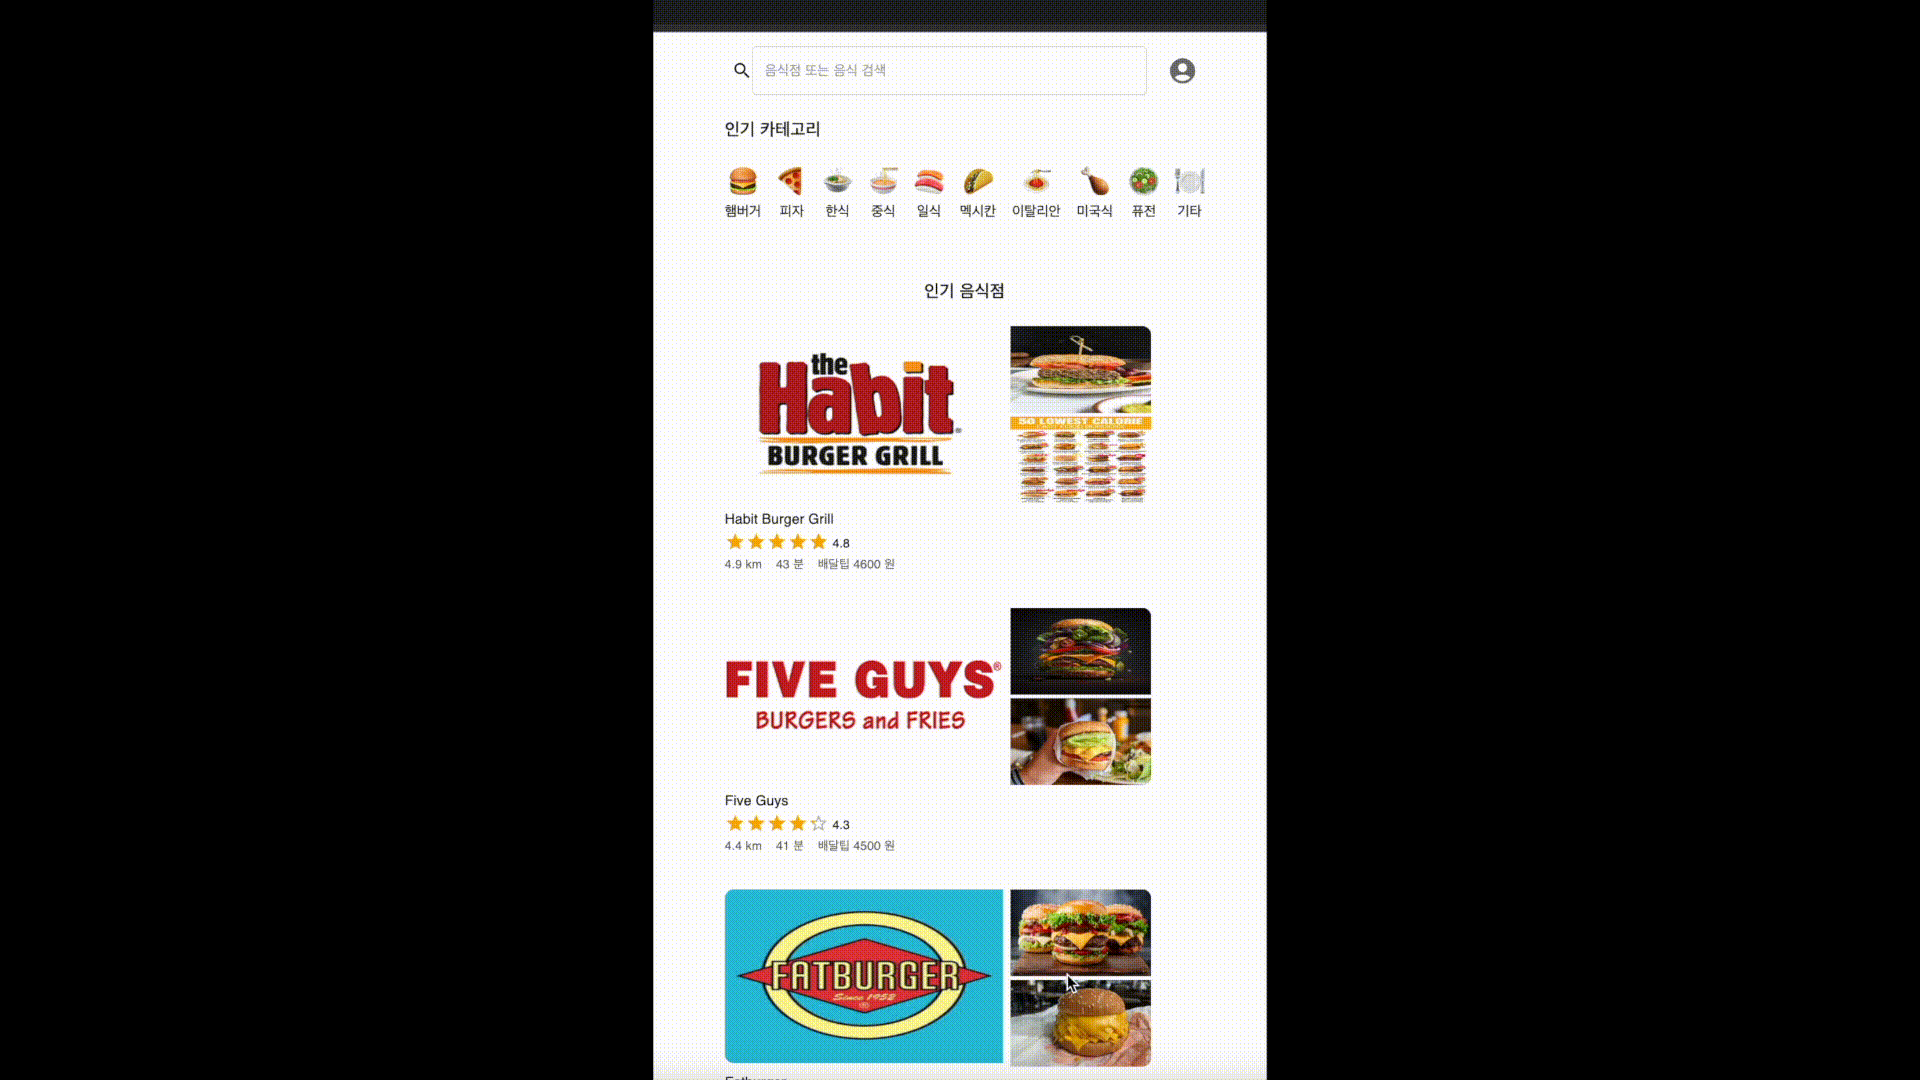 음식점 또는 음식 검색
인기 카테고리
햄버거 피자 한식 중식 일식 멕시칸 이탈리안 미국식 퓨전 기타
인기 음식점
the
Habit
BURGER GRILL
50 LOWEST CALORIE
Habit Burger Grill
4.8
4.9 km 43 분 배달팁 4600 원
FIVE GUYS®
BURGERS and FRIES
Five Guys
4.3
4.4 km 41 분 배달팁 4500 원
FATBURGER
Since 1952
®